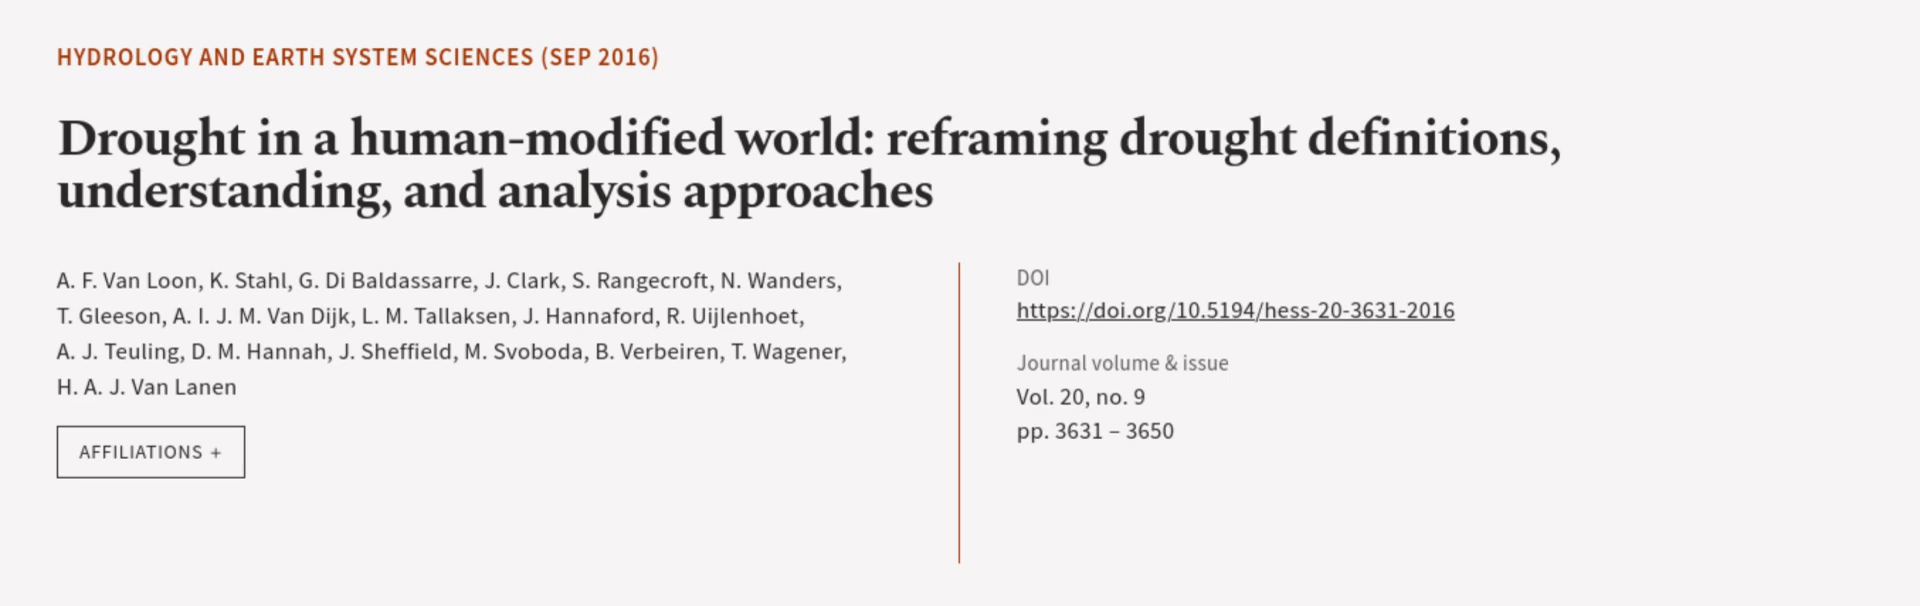 HYDROLOGY AND EARTH SYSTEM SCIENCES (SEP 2016)
Drought in a human-modified world: reframing drought definitions,
understanding, and analysis approaches
A. F. Van Loon, K. Stahl, G. Di Baldassarre, J. Clark, S. Rangecroft, N. Wanders,
T. Gleeson, A. I. J. M. Van Dijk, L. M. Tallaksen, J. Hannaford, R. Uijlenhoet,
A. J. Teuling, D. M. Hannah, J. Sheffield, M. Svoboda, B. Verbeiren, T. Wagener,
H. A. J. Van Lanen
AFFILIATIONS +
DOI
https://doi.org/10.5194/hess-20-3631-2016
Journal volume & issue
Vol. 20, no. 9
pp. 3631 – 3650